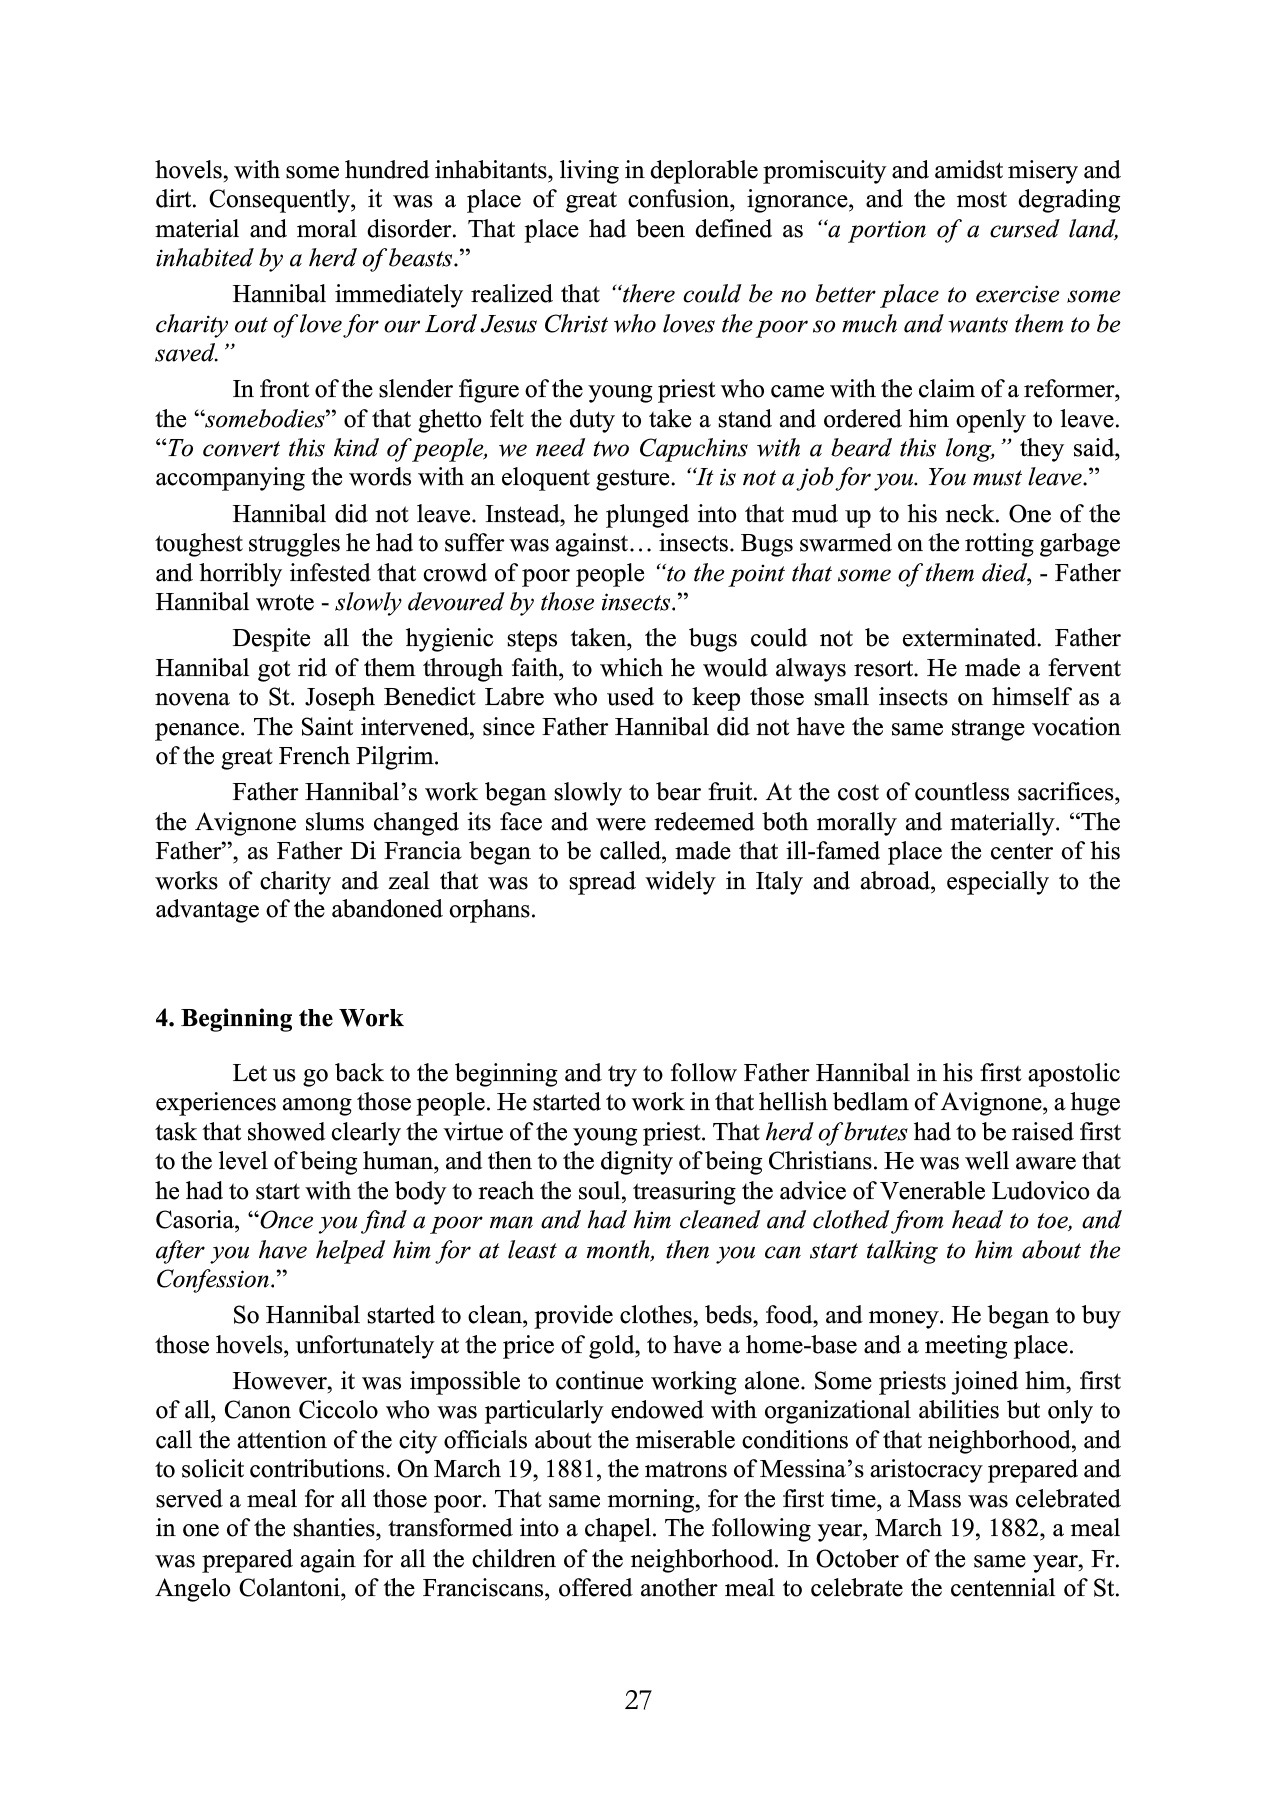 hovels, with some hundred inhabitants, living in deplorable promiscuity and amidst misery and
dirt. Consequently, it was a place of great confusion, ignorance, and the most degrading
material and moral disorder. That place had been defined as “a portion of a cursed land,
inhabited by a herd of beasts.”
Hannibal immediately realized that “there could be no better place to exercise some
charity out of love for our Lord Jesus Christ who loves the poor so much and wants them to be
saved.”
In front of the slender figure of the young priest who came with the claim of a reformer,
the “somebodies” of that ghetto felt the duty to take a stand and ordered him openly to leave.
“To convert this kind of people, we need two Capuchins with a beard this long,” they said,
accompanying the words with an eloquent gesture. “It is not a job for you. You must leave.”
Hannibal did not leave. Instead, he plunged into that mud up to his neck. One of the
toughest struggles he had to suffer was against… insects. Bugs swarmed on the rotting garbage
and horribly infested that crowd of poor people “to the point that some of them died, - Father
Hannibal wrote - slowly devoured by those insects.”
Despite all the hygienic steps taken, the bugs could not be exterminated. Father
Hannibal got rid of them through faith, to which he would always resort. He made a fervent
novena to St. Joseph Benedict Labre who used to keep those small insects on himself as a
penance. The Saint intervened, since Father Hannibal did not have the same strange vocation
of the great French Pilgrim.
Father Hannibal’s work began slowly to bear fruit. At the cost of countless sacrifices,
the Avignone slums changed its face and were redeemed both morally and materially. “The
Father”, as Father Di Francia began to be called, made that ill-famed place the center of his
works of charity and zeal that was to spread widely in Italy and abroad, especially to the
advantage of the abandoned orphans.
4. Beginning the Work
Let us go back to the beginning and try to follow Father Hannibal in his first apostolic
experiences among those people. He started to work in that hellish bedlam of Avignone, a huge
task that showed clearly the virtue of the young priest. That herd of brutes had to be raised first
to the level of being human, and then to the dignity of being Christians. He was well aware that
he had to start with the body to reach the soul, treasuring the advice of Venerable Ludovico da
Casoria, “Once you find a poor man and had him cleaned and clothed from head to toe, and
after you have helped him for at least a month, then you can start talking to him about the
Confession.”
So Hannibal started to clean, provide clothes, beds, food, and money. He began to buy
those hovels, unfortunately at the price of gold, to have a home-base and a meeting place.
However, it was impossible to continue working alone. Some priests joined him, first
of all, Canon Ciccolo who was particularly endowed with organizational abilities but only to
call the attention of the city officials about the miserable conditions of that neighborhood, and
to solicit contributions. On March 19, 1881, the matrons of Messina’s aristocracy prepared and
served a meal for all those poor. That same morning, for the first time, a Mass was celebrated
in one of the shanties, transformed into a chapel. The following year, March 19, 1882, a meal
was prepared again for all the children of the neighborhood. In October of the same year, Fr.
Angelo Colantoni, of the Franciscans, offered another meal to celebrate the centennial of St.
27